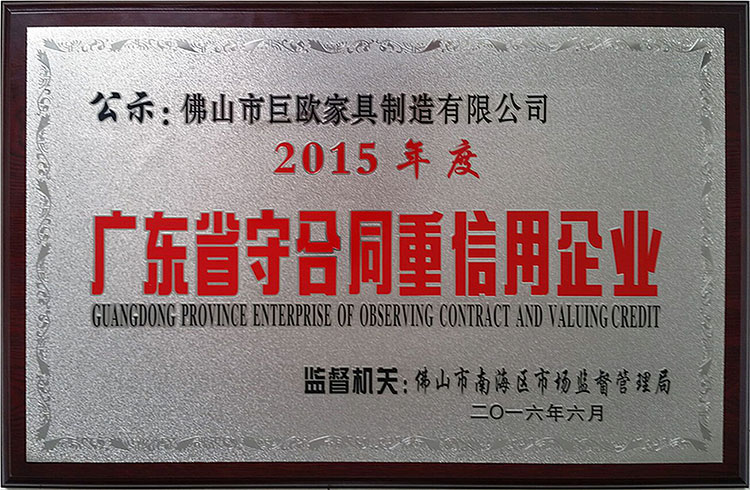 公示：佛山市巨欧家具制造有限公司
2015年度
广东省守合同重信用企业
GUANGDONG PROVINCE ENTERPRISE OF OBSERVING CONTRACT AND VALUING CREDIT
监督机关：佛山市南海区市场监督管理局
二〇一六年六月